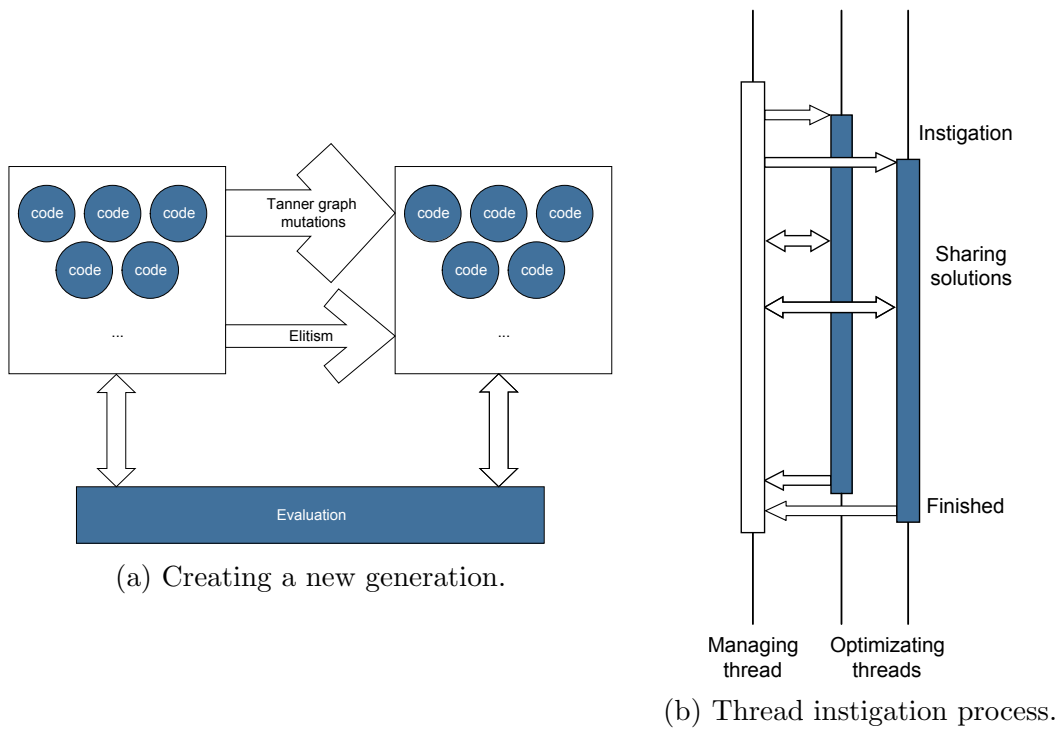 code code code
code code
...
Tanner graph
mutations
Elitism
code code code
code code
...
Evaluation
(a) Creating a new generation.
Instigation
Sharing
solutions
Finished
Managing
thread
Optimizating
threads
(b) Thread instigation process.